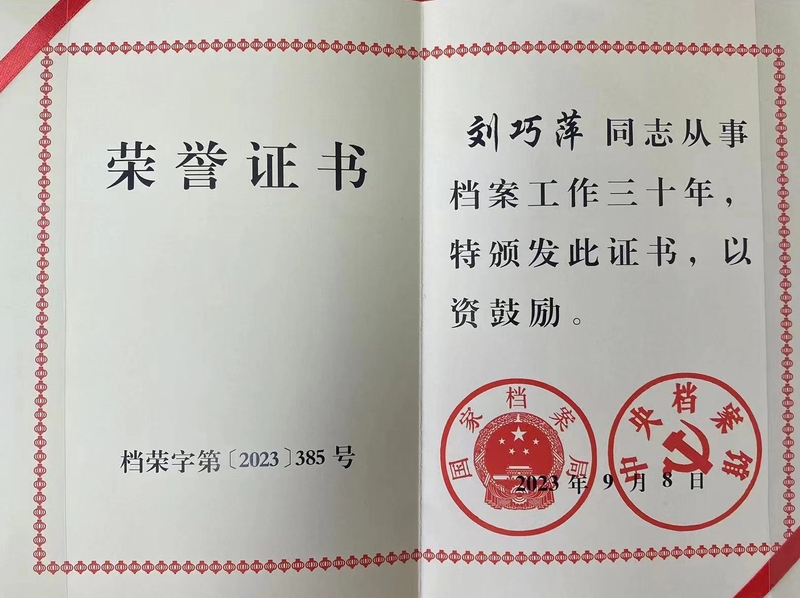 荣誉证书
档荣字第〔2023〕385号
刘巧萍 同志从事
档案工作三十年，
特颁发此证书，以
资鼓励。
国家档案局
中央档案馆
2023年9月8日